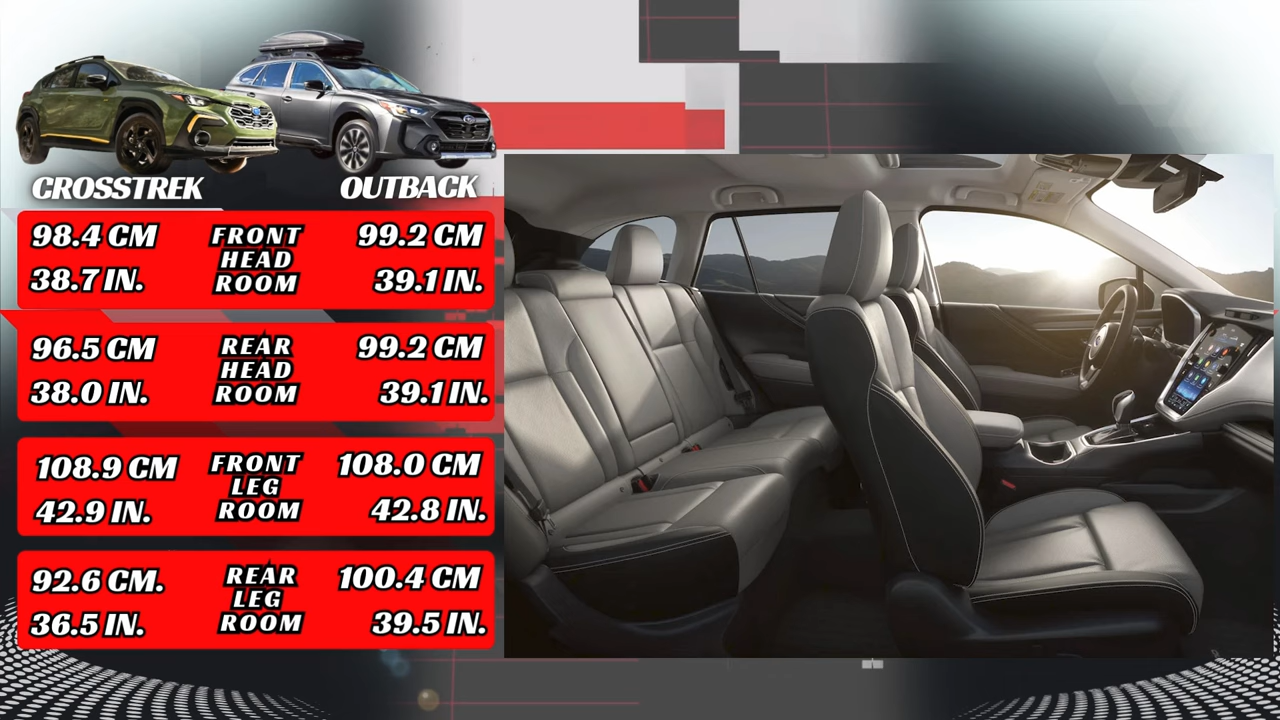 CROSSTREK
OUTBACK
98.4 CM
38.7 IN.
FRONT
HEAD
ROOM
99.2 CM
39.1 IN.
96.5 CM
38.0 IN.
REAR
HEAD
ROOM
99.2 CM
39.1 IN.
108.9 CM
42.9 IN.
FRONT
LEG
ROOM
108.0 CM
42.8 IN.
92.6 CM.
36.5 IN.
REAR
LEG
ROOM
100.4 CM
39.5 IN.